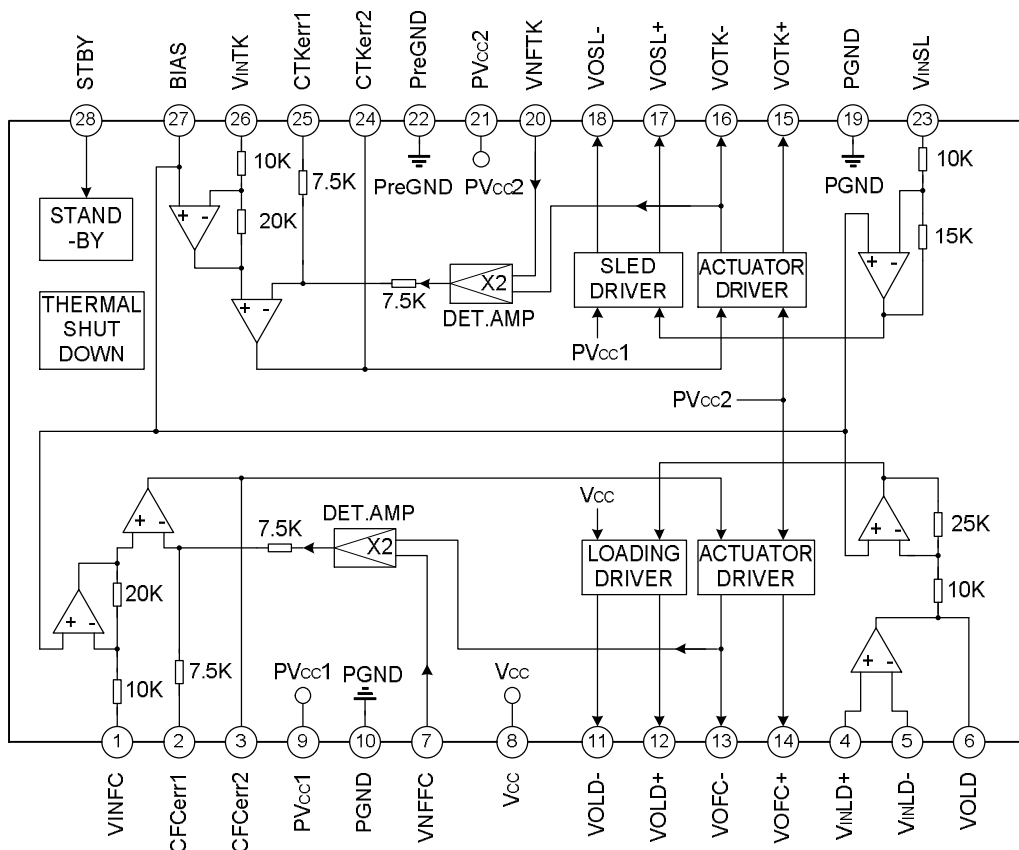 STBY
BIAS
VINTK
CTKerr1
CTKerr2
PreGND
PVcc2
VNFTK
VOSL-
VOSL+
VOTK-
VOTK+
PGND
VINSL
28
27
26
25
24
22
21
20
18
17
16
15
19
23
10K
7.5K
PreGND
PVcc2
PGND
10K
STAND
-BY
+ -
20K
SLED
DRIVER
ACTUATOR
DRIVER
+ -
15K
X2
7.5K
DET.AMP
THERMAL
SHUT
DOWN
+ -
PVcc1
PVcc2
+ -
7.5K
DET.AMP
X2
Vcc
LOADING
DRIVER
ACTUATOR
DRIVER
+ -
25K
10K
20K
+ -
10K
7.5K
PVcc1
PGND
Vcc
+ -
1
2
3
9
10
7
8
11
12
13
14
4
5
6
VINFC
CFCerr1
CFCerr2
PVcc1
PGND
VNFFC
Vcc
VOLD-
VOLD+
VOFC-
VOFC+
VINLD+
VINLD-
VOLD